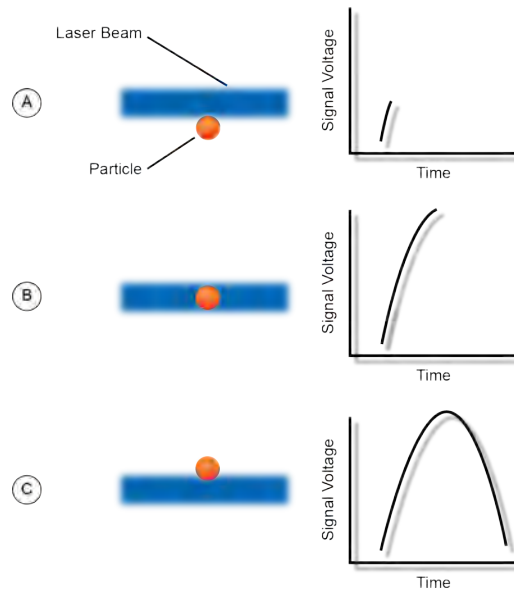 Laser Beam
A
Particle
Signal Voltage
Time
B
Signal Voltage
Time
C
Signal Voltage
Time